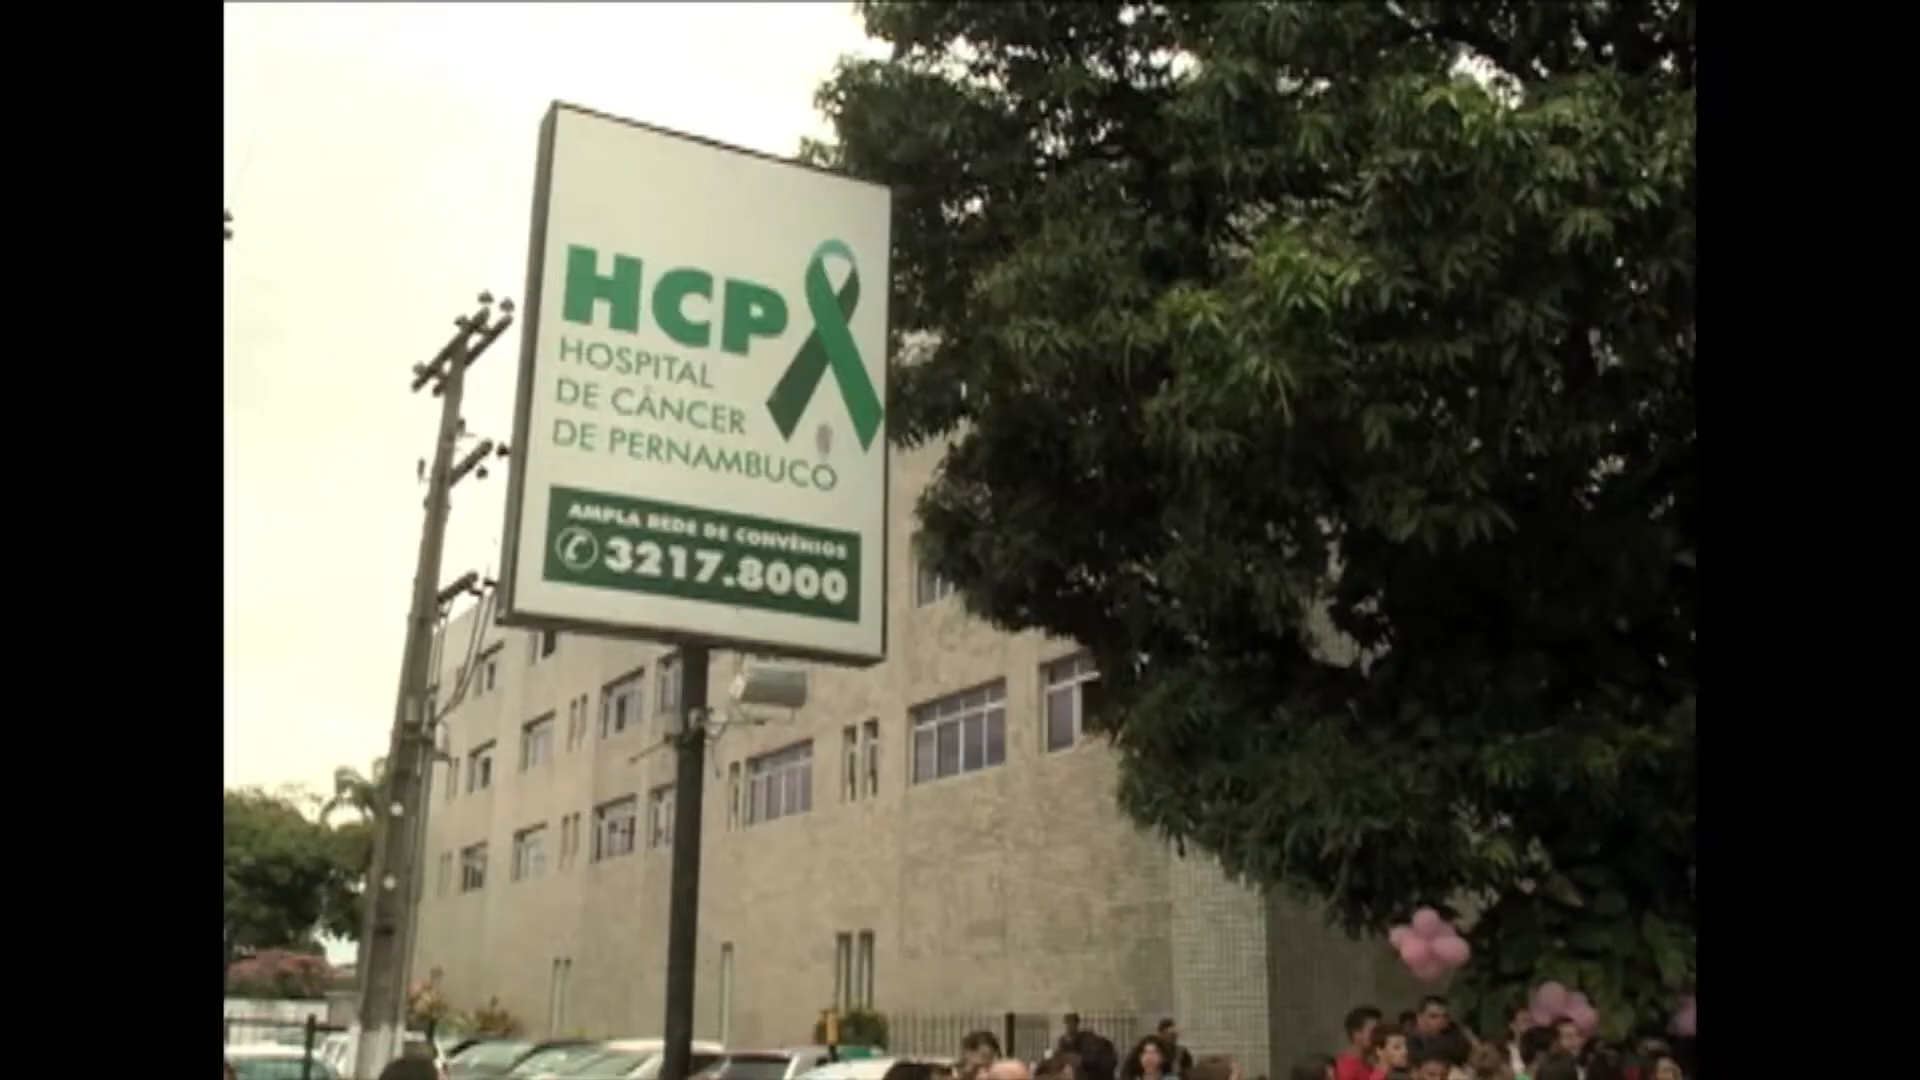 HCP
HOSPITAL
DE CÂNCER
DE PERNAMBUCO
AMPLA REDE DE CONVÊNIOS
3217.8000